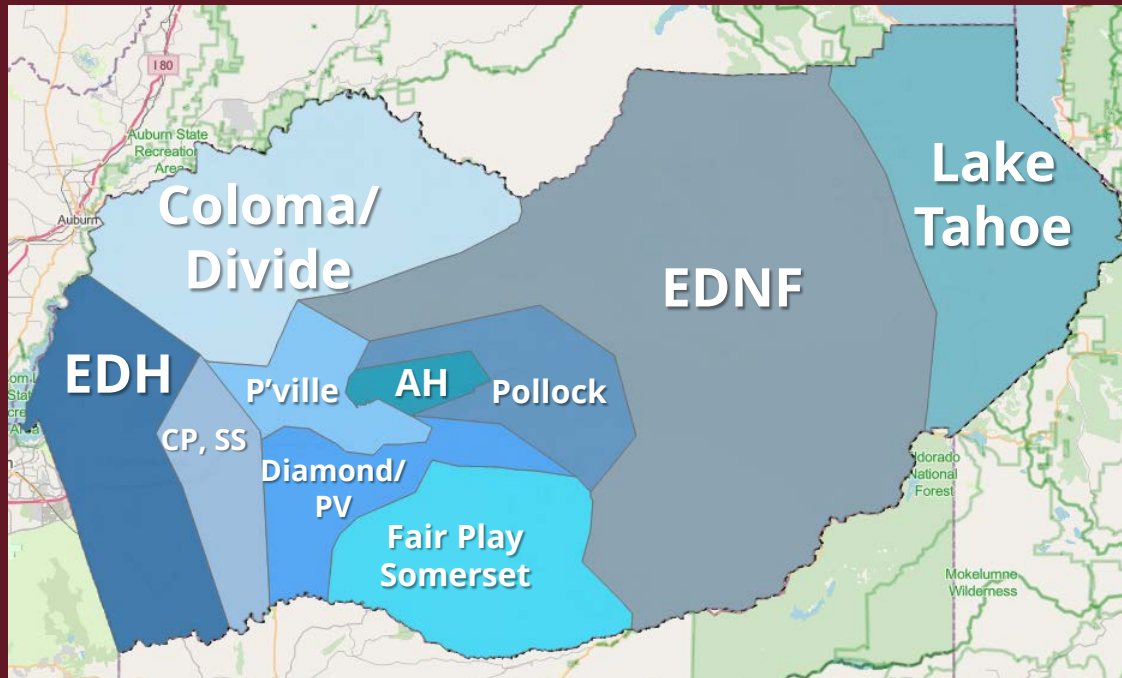 I 80
Auburn State
Recreation
Area
Auburn
Coloma/
Divide
EDNF
Lake
Tahoe
EDH
P'ville
AH
Pollock
CP, SS
Diamond/
PV
Fair Play
Somerset
National
Forest
Mokelumne
Wilderness